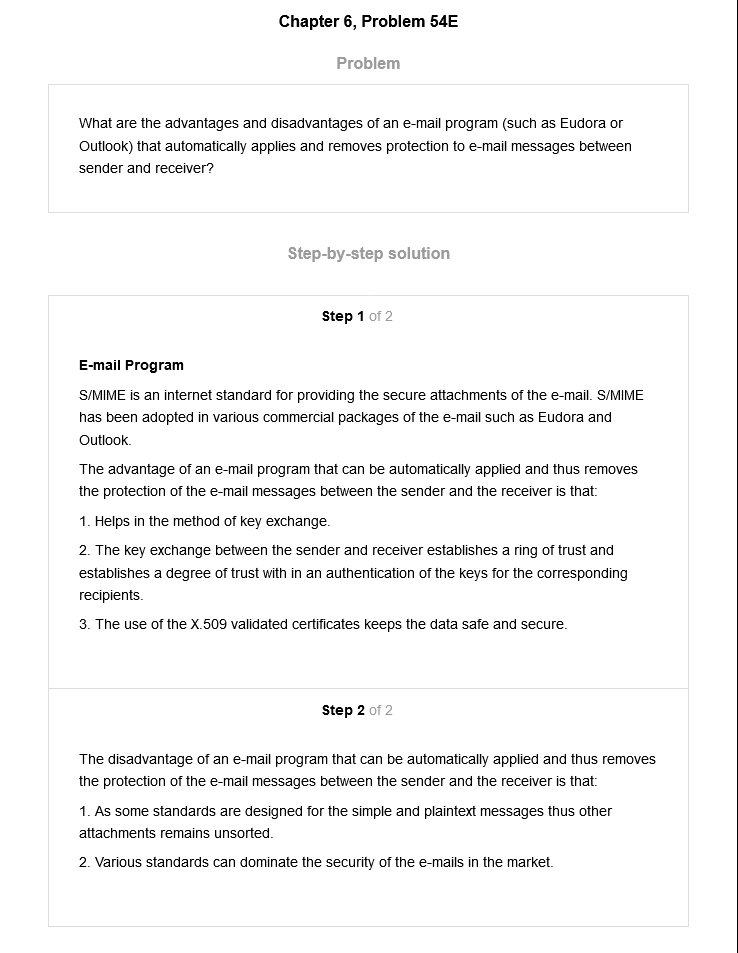 Chapter 6, Problem 54E
Problem
What are the advantages and disadvantages of an e-mail program (such as Eudora or
Outlook) that automatically applies and removes protection to e-mail messages between
sender and receiver?
Step-by-step solution
Step 1 of 2
E-mail Program
S/MIME is an internet standard for providing the secure attachments of the e-mail. S/MIME
has been adopted in various commercial packages of the e-mail such as Eudora and
Outlook.
The advantage of an e-mail program that can be automatically applied and thus removes
the protection of the e-mail messages between the sender and the receiver is that:
1. Helps in the method of key exchange.
2. The key exchange between the sender and receiver establishes a ring of trust and
establishes a degree of trust with in an authentication of the keys for the corresponding
recipients.
3. The use of the X.509 validated certificates keeps the data safe and secure.
Step 2 of 2
The disadvantage of an e-mail program that can be automatically applied and thus removes
the protection of the e-mail messages between the sender and the receiver is that:
1. As some standards are designed for the simple and plaintext messages thus other
attachments remains unsorted.
2. Various standards can dominate the security of the e-mails in the market.